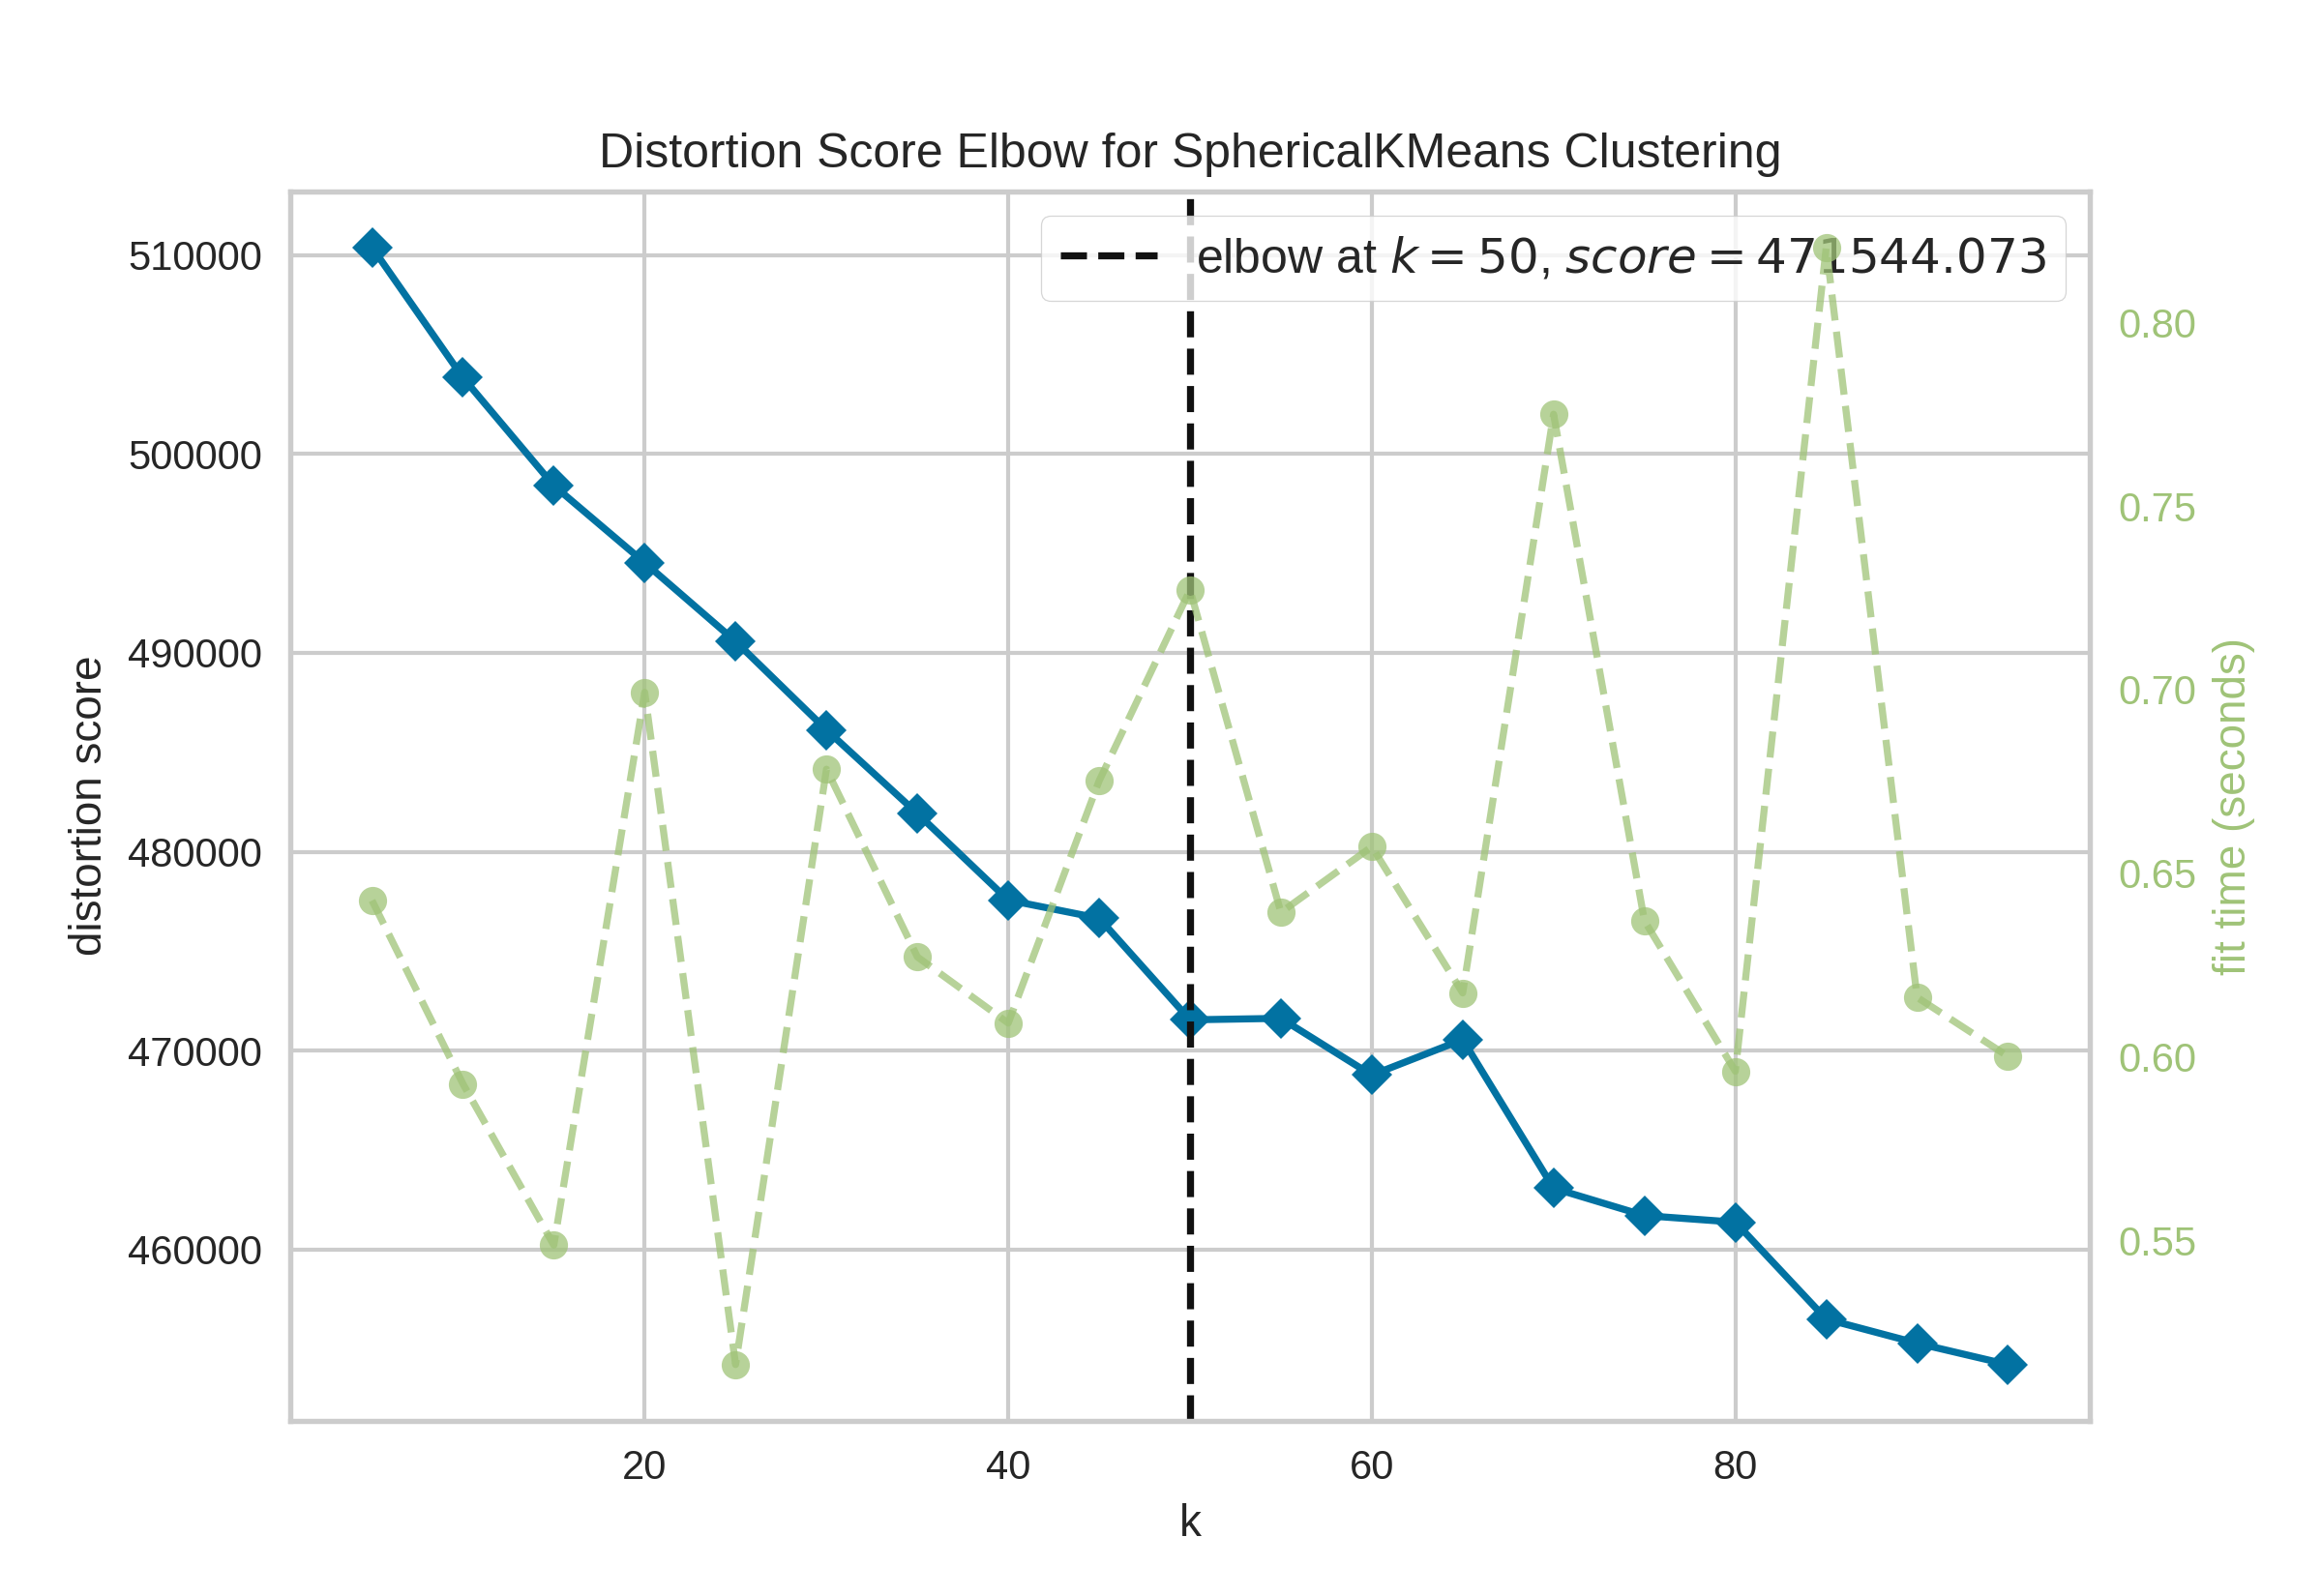 Distortion Score Elbow for SphericalKMeans Clustering
elbow at k = 50, score = 471544.073
distortion score
510000
500000
490000
480000
470000
460000
0.80
0.75
0.70
0.65
0.60
0.55
fit time (seconds)
20 40 60 80
k